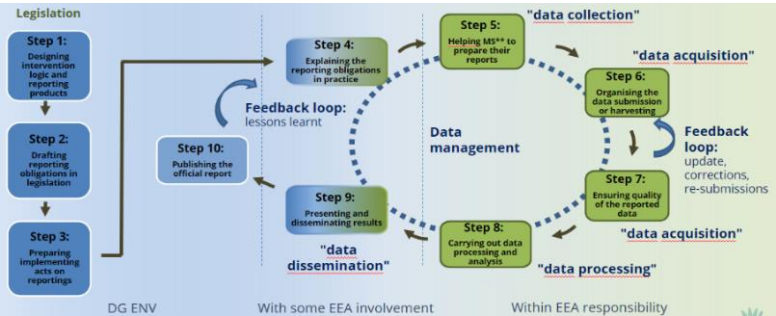 Legislation
Step 1:
Designing
intervention
logic and
reporting
products
Step 2:
Drafting
reporting
obligations in
legislation
Step 3:
Preparing
implementing
acts on
reportings
Step 4:
Explaining the
reporting obligations
in practice
Feedback loop:
lessons learnt
Step 10:
Publishing the
official report
Step 9:
Presenting and
disseminating results
"data
dissemination"
Step 5:
Helping MS** to
prepare their
reports
"data collection"
"data acquisition"
Step 6:
Organising the
data submission
or harvesting
Data
management
Feedback
loop:
update,
corrections,
re-submissions
Step 7:
Ensuring quality
of the reported
data
"data acquisition"
Step 8:
Carrying out data
processing and
analysis
"data processing"
DG ENV
With some EEA involvement
Within EEA responsibility